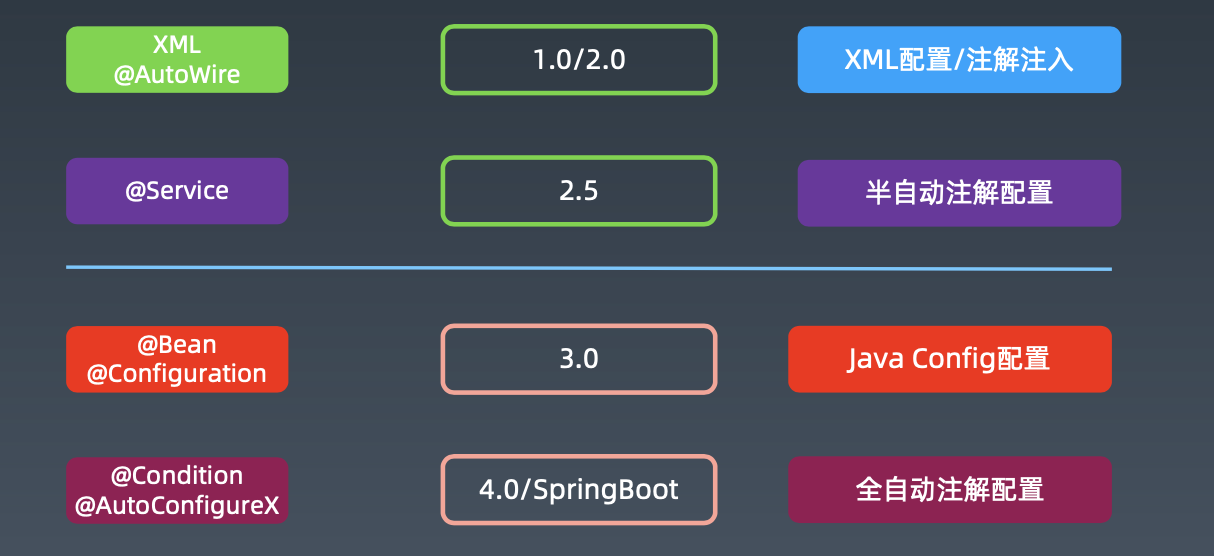 XML
@AutoWire
1.0/2.0
XML配置/注解注入
@Service
2.5
半自动注解配置
@Bean
@Configuration
3.0
Java Config配置
@Condition
@AutoConfigureX
4.0/SpringBoot
全自动注解配置